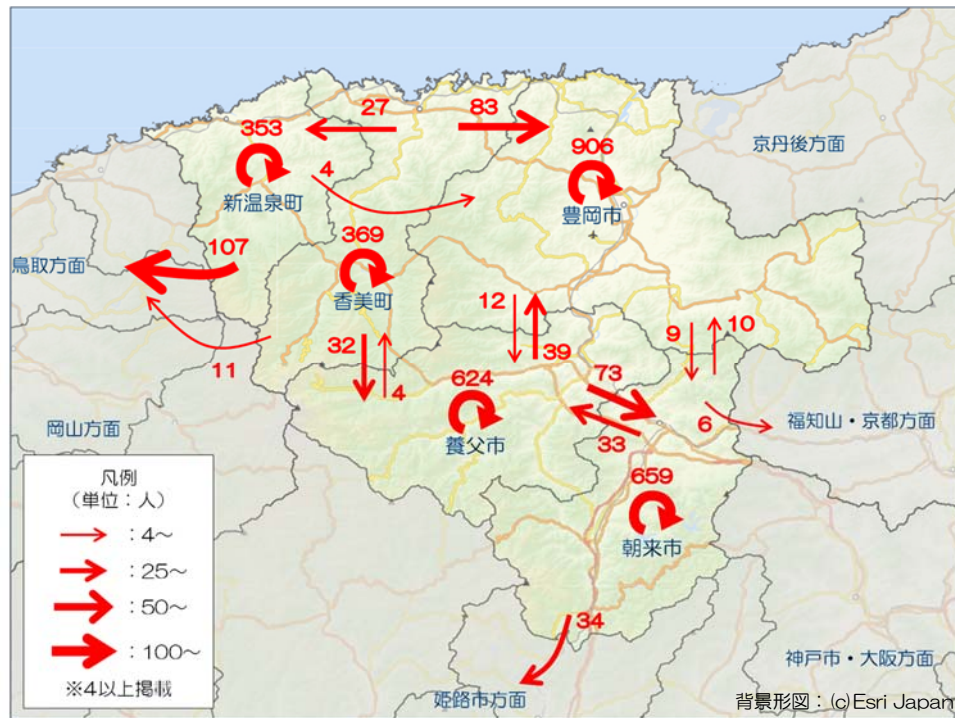 27
83
353
906
京丹後方面
4
新温泉町
豊岡市
369
107
鳥取方面
香美町
12
9
10
32
39
11
4
624
73
岡山方面
6
福知山・京都方面
養父市
33
凡例
(単位:人)
:4~
:25~
:50~
:100~
※4以上掲載
659
朝来市
34
神戸市・大阪方面
姫路市方面
背景形図:(c)Esri Japan